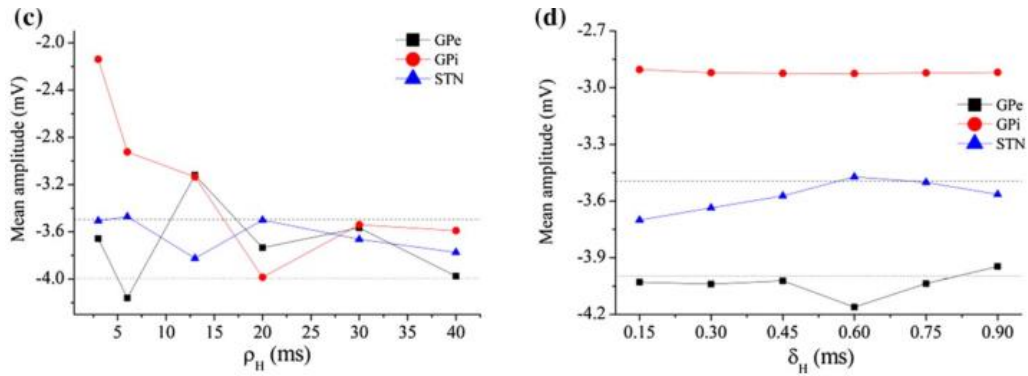 (c)
-2.0
-2.4
-2.8
-3.2
-3.6
-4.0
Mean amplitude (mV)
GPe
GPi
STN
5 10 15 20 25 30 35 40
ρH (ms)
(d)
-2.7
-3.0
-3.3
-3.6
-3.9
-4.2
Mean amplitude (mV)
GPe
GPi
STN
0.15 0.30 0.45 0.60 0.75 0.90
δH (ms)